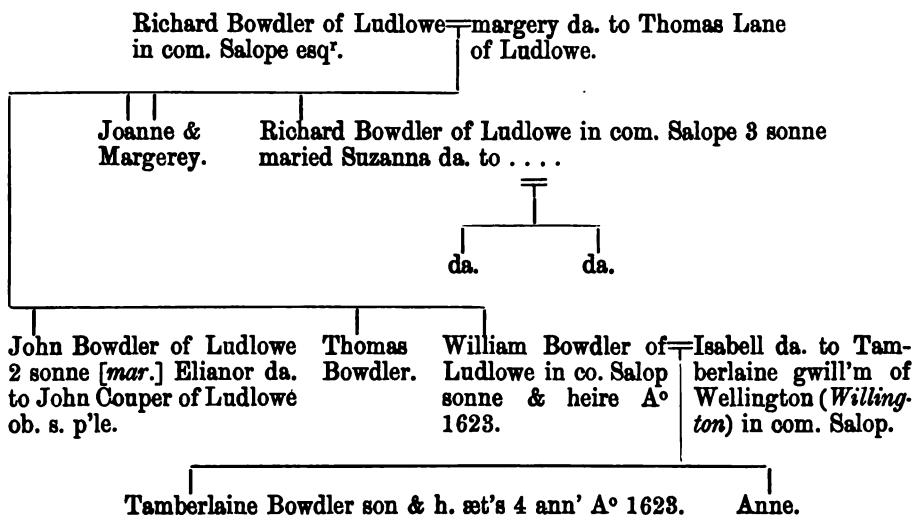 Richard Bowdler of Ludlowe
in com. Salope esqr.
margery da. to Thomas Lane
of Ludlowe.
Joanne &
Margerey.
Richard Bowdler of Ludlowe in com. Salope 3 sonne
maried Suzanna da. to . . . .
da.
da.
John Bowdler of Ludlowe
2 sonne [mar.] Elianor da.
to John Couper of Ludlowe
ob. s. p'le.
Thomas
Bowdler.
William Bowdler of
Ludlowe in co. Salop
sonne & heire Aº
1623.
Isabell da. to Tam-
berlaine gwill'm of
Wellington (Willing-
ton) in com. Salop.
Tamberlaine Bowdler son & h. æt's 4 ann' Aº 1623.
Anne.